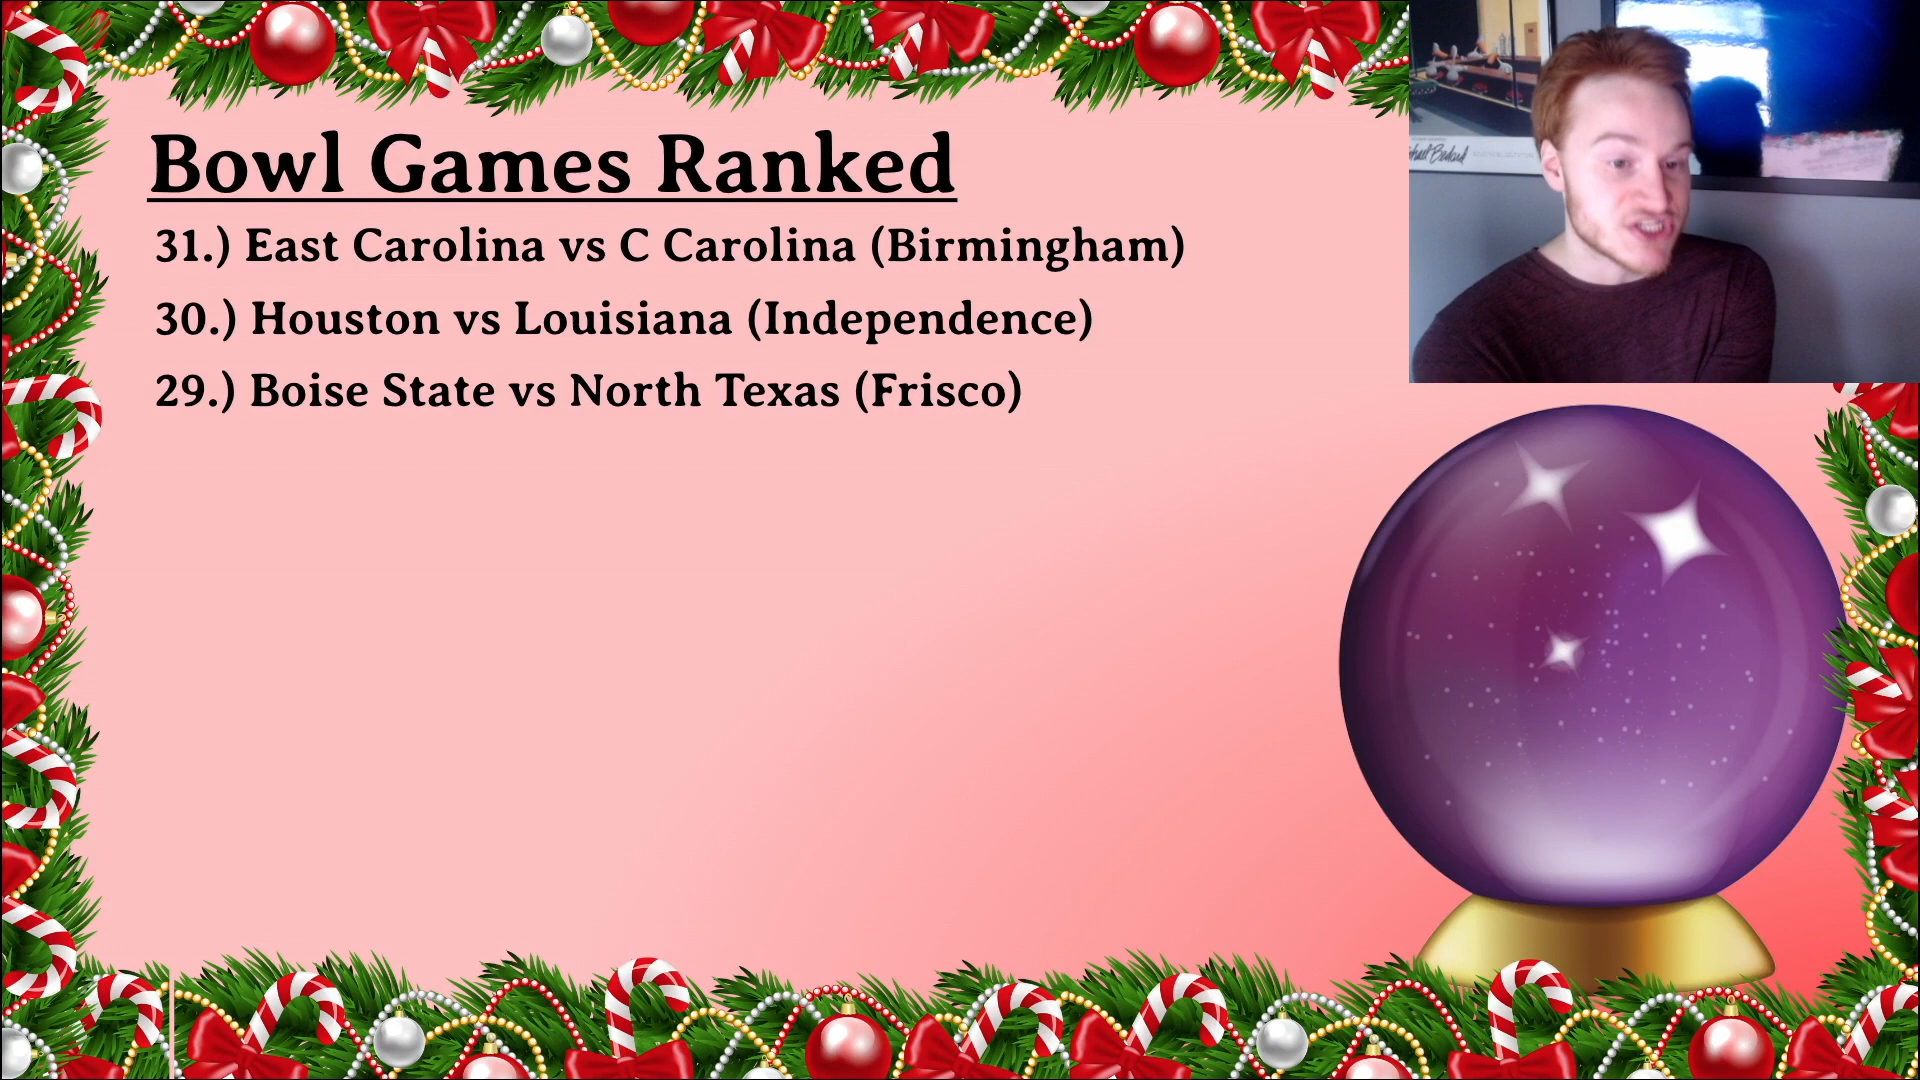 Bowl Games Ranked
31.) East Carolina vs C Carolina (Birmingham)
30.) Houston vs Louisiana (Independence)
29.) Boise State vs North Texas (Frisco)